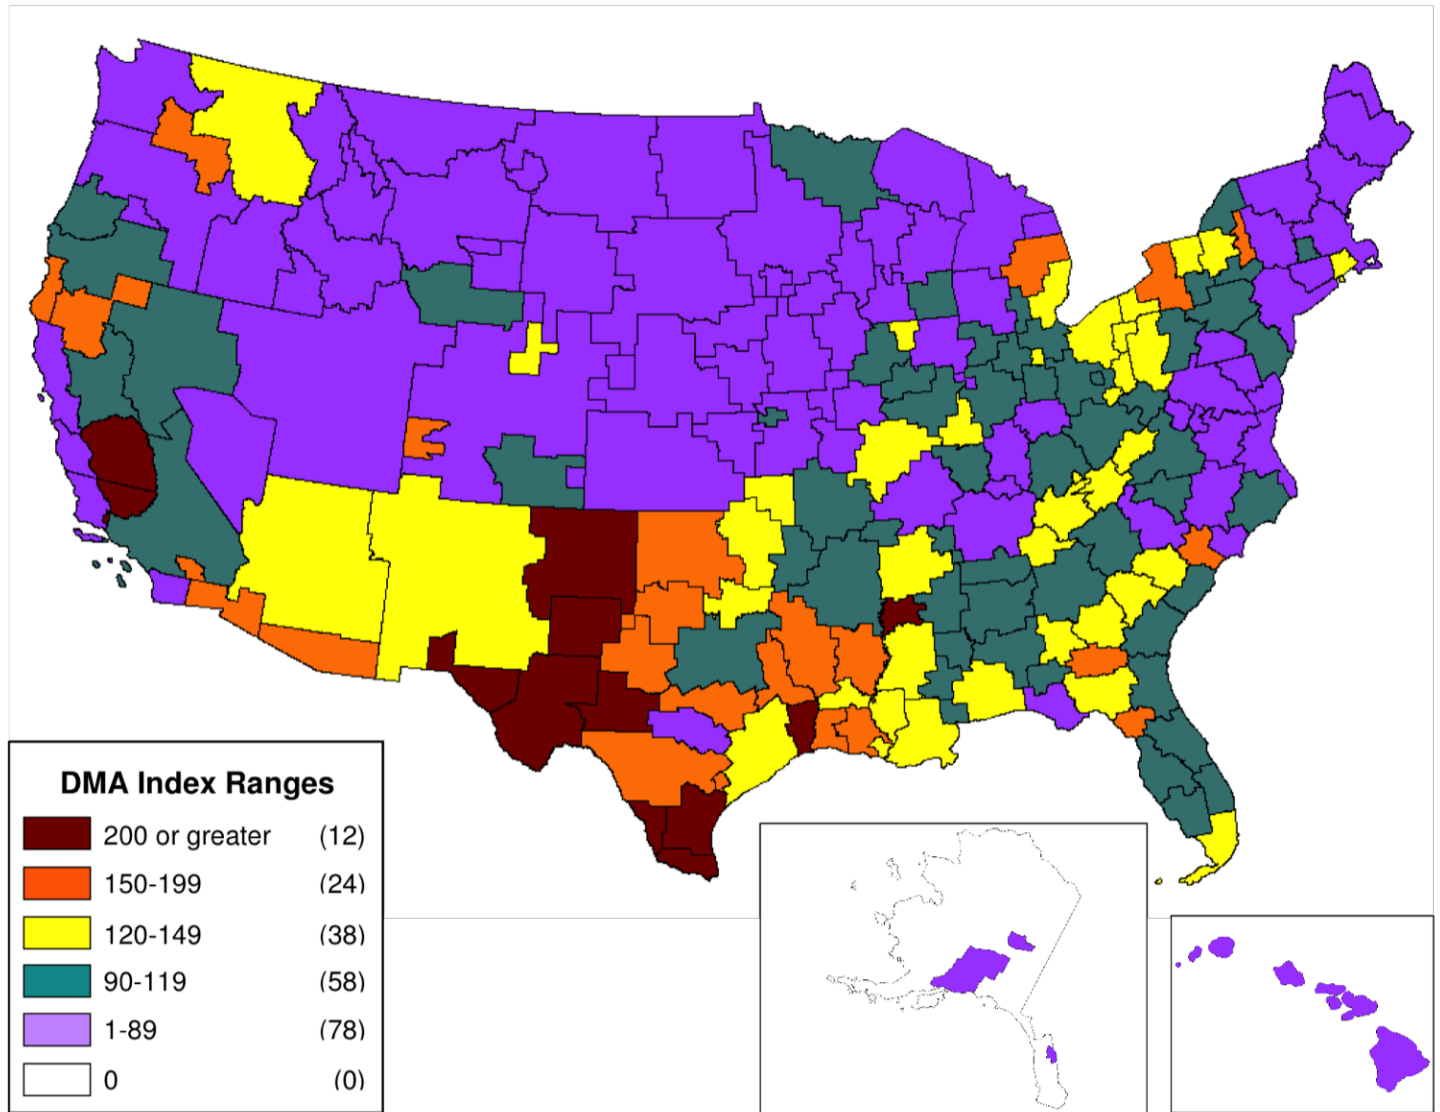 DMA Index Ranges
200 or greater (12)
150-199 (24)
120-149 (38)
90-119 (58)
1-89 (78)
0 (0)